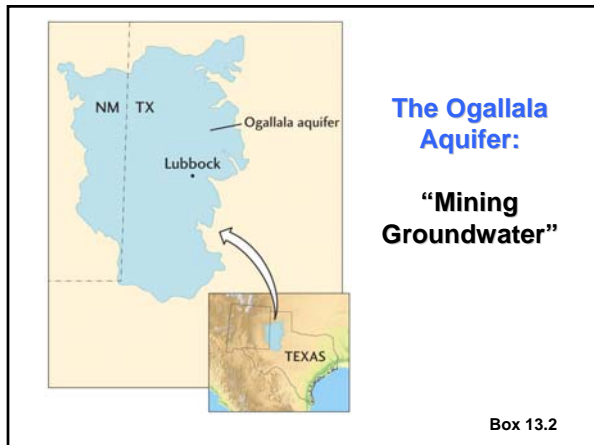 NM TX
Ogallala aquifer
Lubbock
TEXAS
The Ogallala
Aquifer:
“Mining
Groundwater”
Box 13.2